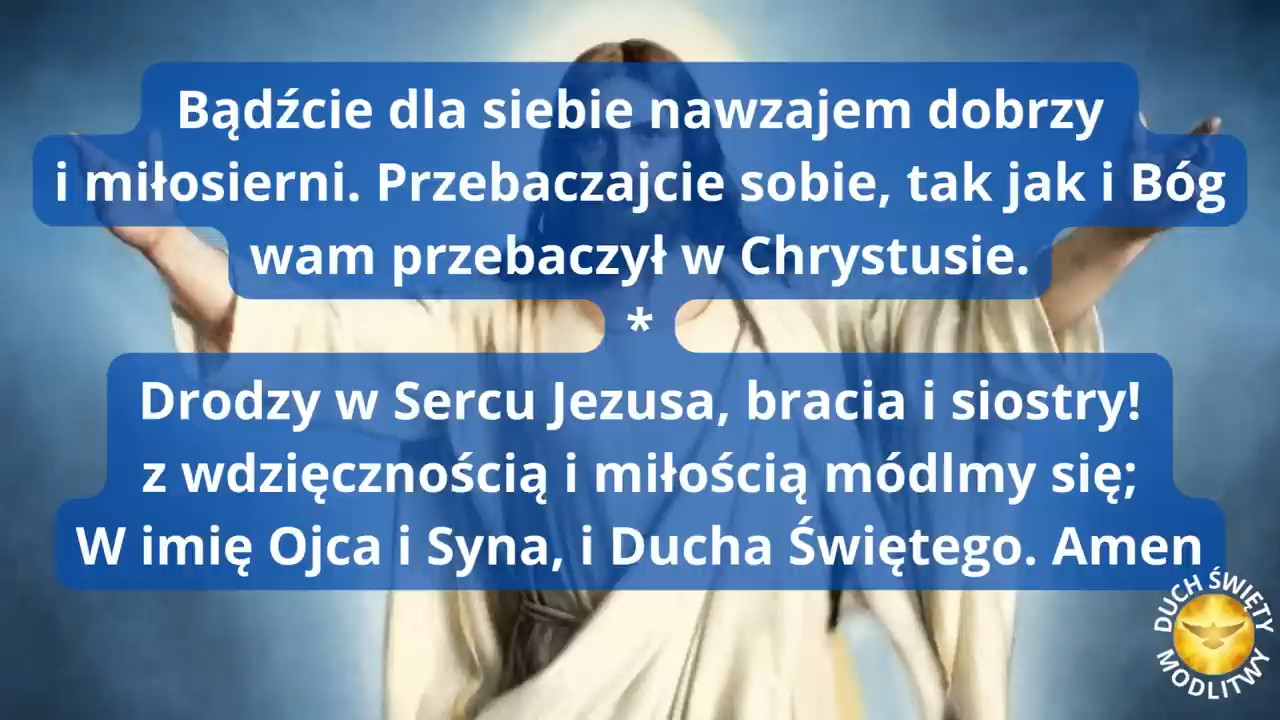 Bądźcie dla siebie nawzajem dobrzy
i miłosierni. Przebaczajcie sobie, tak jak i Bóg
wam przebaczył w Chrystusie.
*
Drodzy w Sercu Jezusa, bracia i siostry!
z wdzięcznością i miłością módlmy się;
W imię Ojca i Syna, i Ducha Świętego. Amen
DUCH ŚWIĘTY
MODLITWY